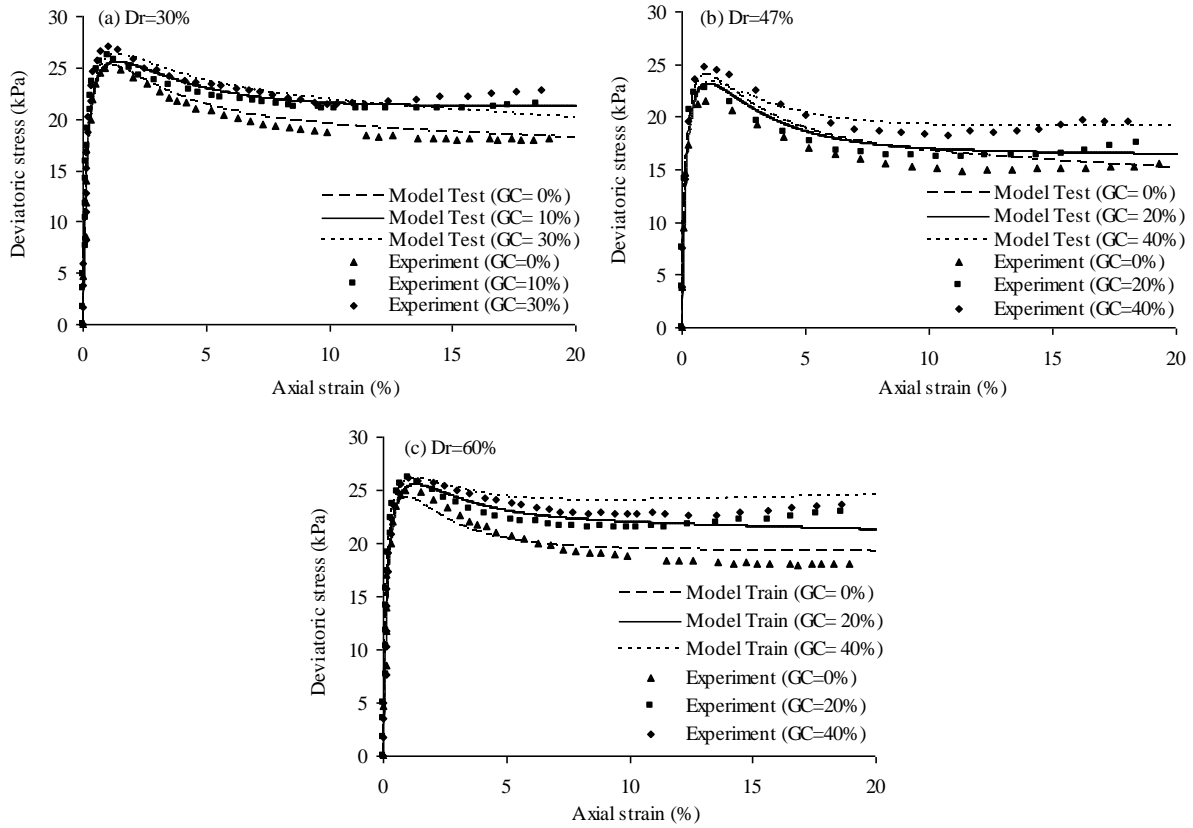 (a) Dr=30%
Deviatoric stress (kPa)
30
25
20
15
10
5
0
Model Test (GC= 0%)
Model Test (GC= 10%)
Model Test (GC= 30%)
Experiment (GC=0%)
Experiment (GC=10%)
Experiment (GC=30%)
0 5 10 15 20
Axial strain (%)
(b) Dr=47%
Deviatoric stress (kPa)
30
25
20
15
10
5
0
Model Test (GC= 0%)
Model Test (GC= 20%)
Model Test (GC= 40%)
Experiment (GC=0%)
Experiment (GC=20%)
Experiment (GC=40%)
0 5 10 15 20
Axial strain (%)
(c) Dr=60%
Deviatoric stress (kPa)
30
25
20
15
10
5
0
Model Train (GC= 0%)
Model Train (GC= 20%)
Model Train (GC= 40%)
Experiment (GC=0%)
Experiment (GC=20%)
Experiment (GC=40%)
0 5 10 15 20
Axial strain (%)